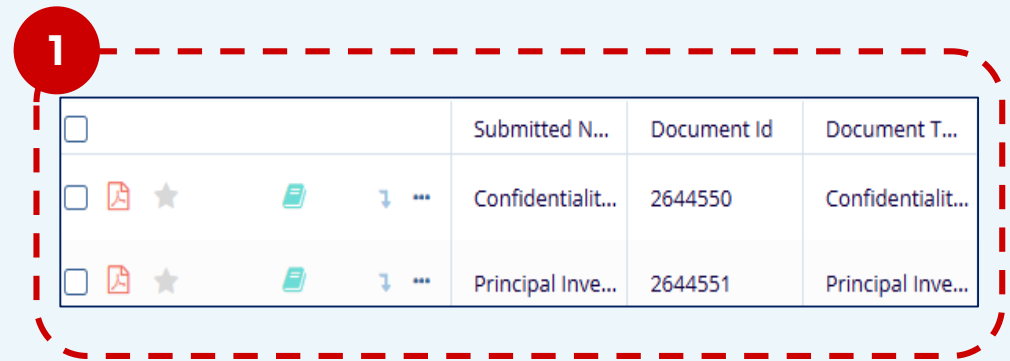 1
Submitted N... Document Id Document T...
Confidentialit... 2644550 Confidentialit...
Principal Inve... 2644551 Principal Inve...